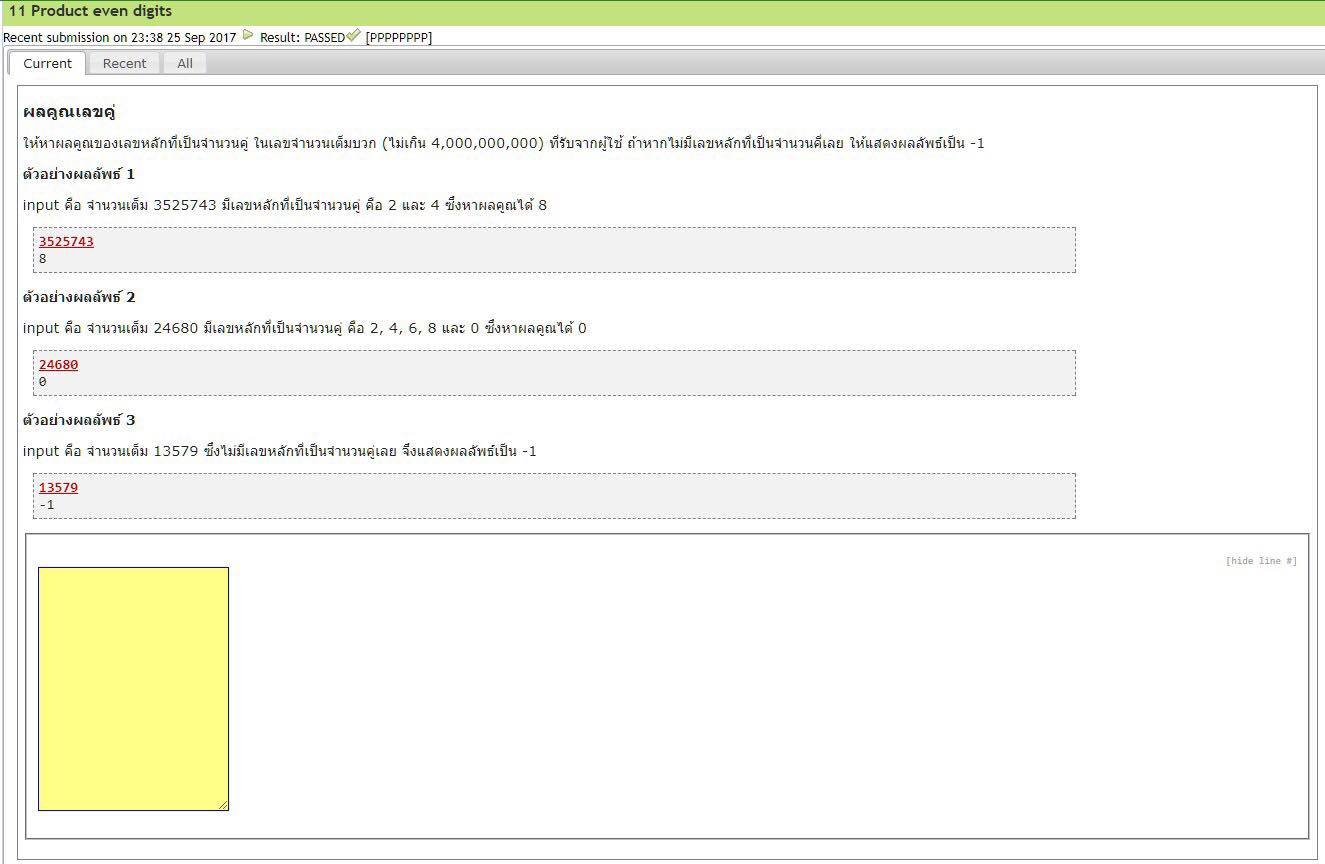 11 Product even digits
Recent submission on 23:38 25 Sep 2017 Result: PASSED [PPPPPPPP]
Current Recent All
ผลคูณเลขคู่
ให้หาผลคูณของเลขหลักที่เป็นจำนวนคู่ ในเลขจำนวนเต็มบวก (ไม่เกิน 4,000,000,000) ที่รับจากผู้ใช้ ถ้าหากไม่มีเลขหลักที่เป็นจำนวนคี่เลย ให้แสดงผลลัพธ์เป็น -1
ตัวอย่างผลลัพธ์ 1
input คือ จำนวนเต็ม 3525743 มีเลขหลักที่เป็นจำนวนคู่ คือ 2 และ 4 ซึ่งหาผลคูณได้ 8
3525743
8
ตัวอย่างผลลัพธ์ 2
input คือ จำนวนเต็ม 24680 มีเลขหลักที่เป็นจำนวนคู่ คือ 2, 4, 6, 8 และ 0 ซึ่งหาผลคูณได้ 0
24680
0
ตัวอย่างผลลัพธ์ 3
input คือ จำนวนเต็ม 13579 ซึ่งไม่มีเลขหลักที่เป็นจำนวนคู่เลย จึงแสดงผลลัพธ์เป็น -1
13579
-1
[hide line #]